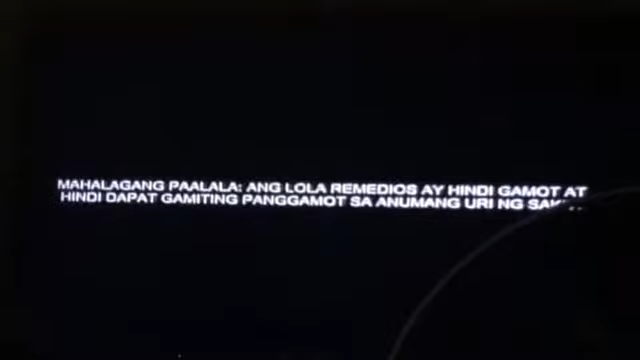 MAHALAGANG PAALALA: ANG LOLA REMEDIOS AY HINDI GAMOT AT
HINDI DAPAT GAMITING PANGGAMOT SA ANUMANG URI NG